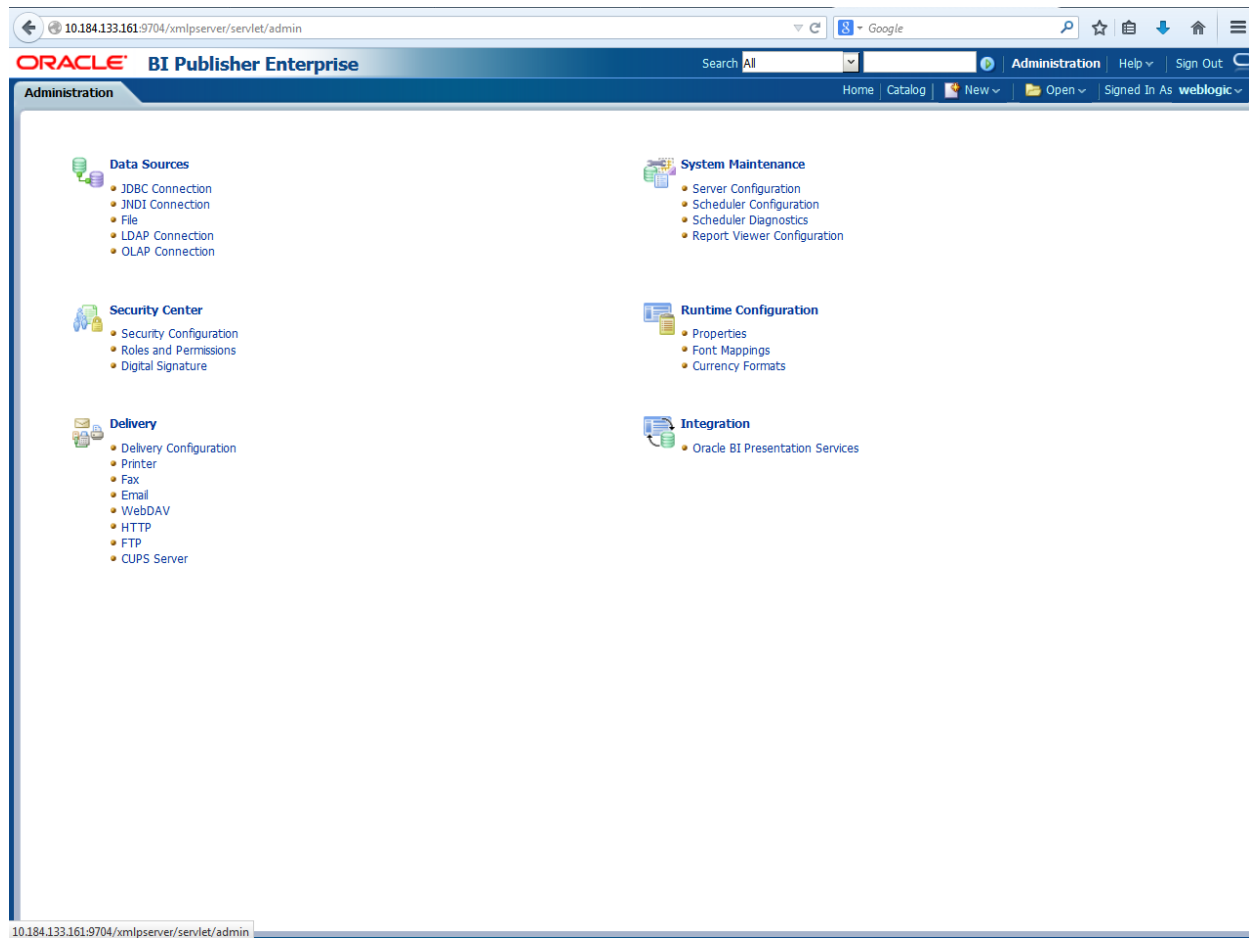 10.184.133.161:9704/xmlpserver/servlet/admin
Google
ORACLE BI Publisher Enterprise
Search All
Administration Help Sign Out
Administration
Home Catalog New Open Signed In As weblogic
Data Sources
JDBC Connection
JNDI Connection
File
LDAP Connection
OLAP Connection
System Maintenance
Server Configuration
Scheduler Configuration
Scheduler Diagnostics
Report Viewer Configuration
Security Center
Security Configuration
Roles and Permissions
Digital Signature
Runtime Configuration
Properties
Font Mappings
Currency Formats
Delivery
Delivery Configuration
Printer
Fax
Email
WebDAV
HTTP
FTP
CUPS Server
Integration
Oracle BI Presentation Services
10.184.133.161:9704/xmlpserver/servlet/admin